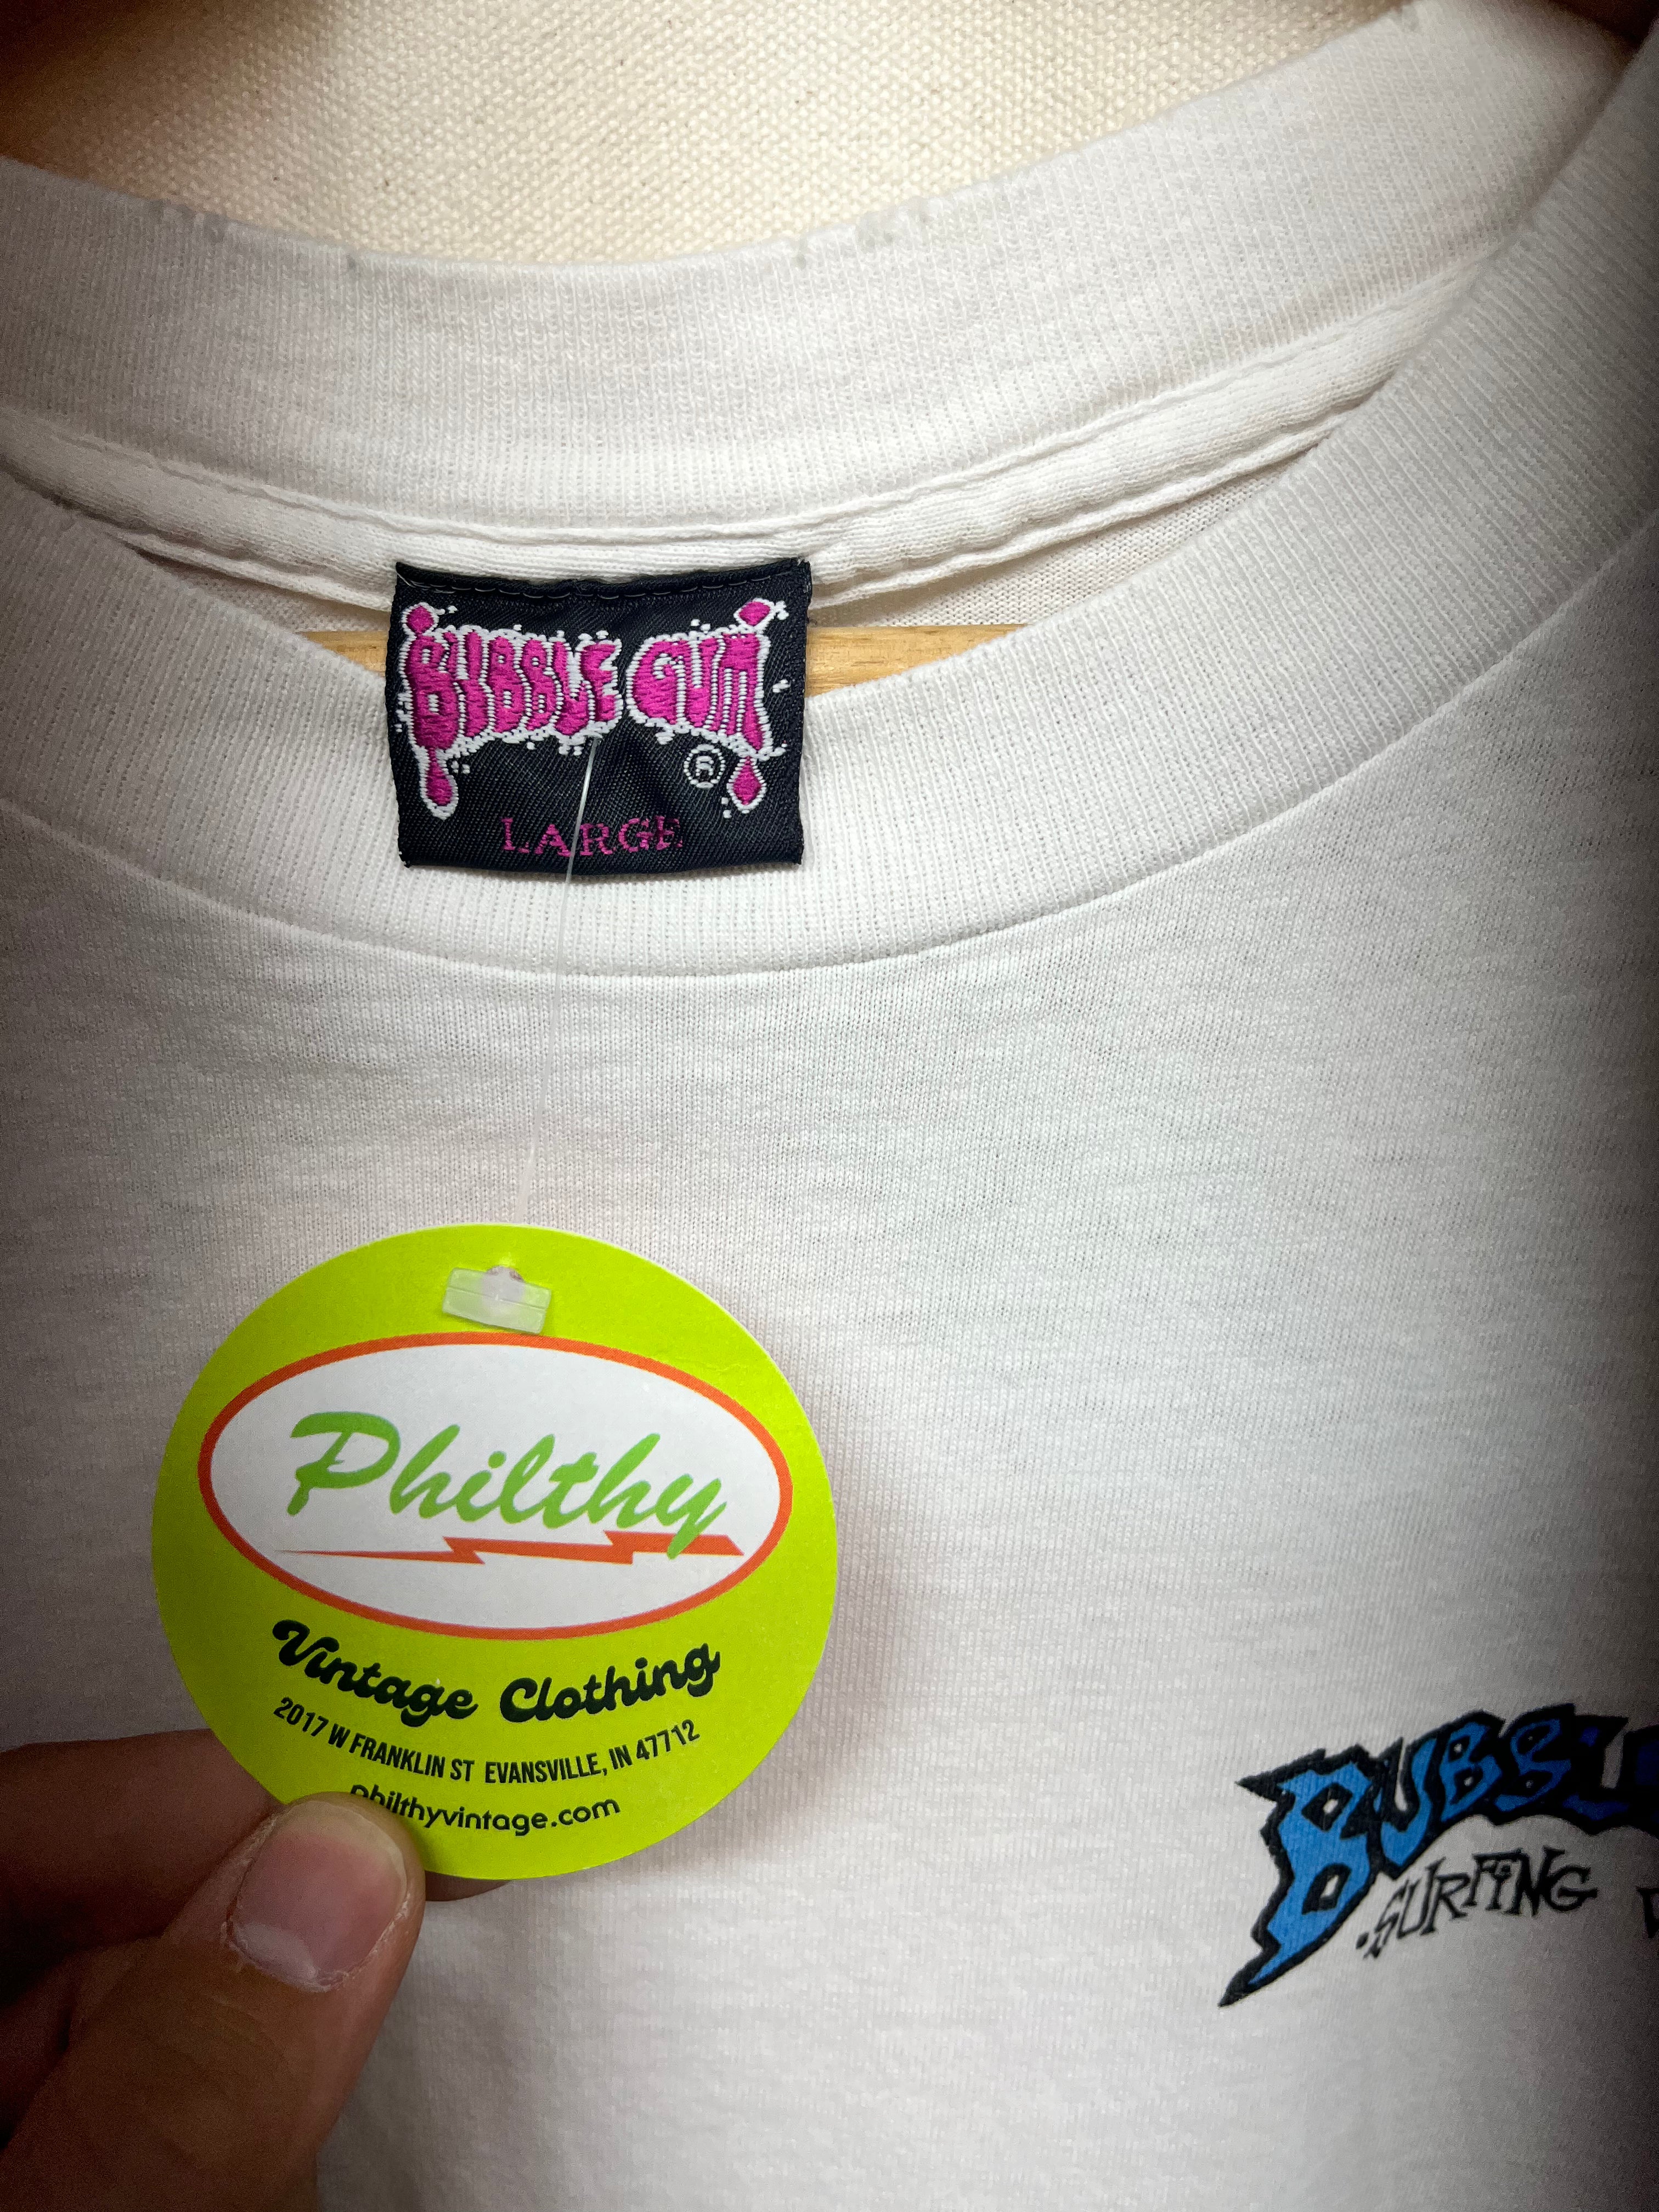 BUBBLE GUM
®
LARGE
Philthy
Vintage Clothing
2017 W FRANKLIN ST EVANSVILLE, IN 47712
philthyvintage.com
SURFING